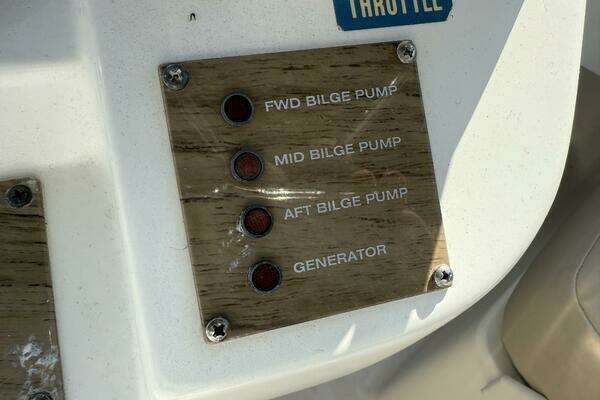 THROTTLE
FWD BILGE PUMP
MID BILGE PUMP
AFT BILGE PUMP
GENERATOR